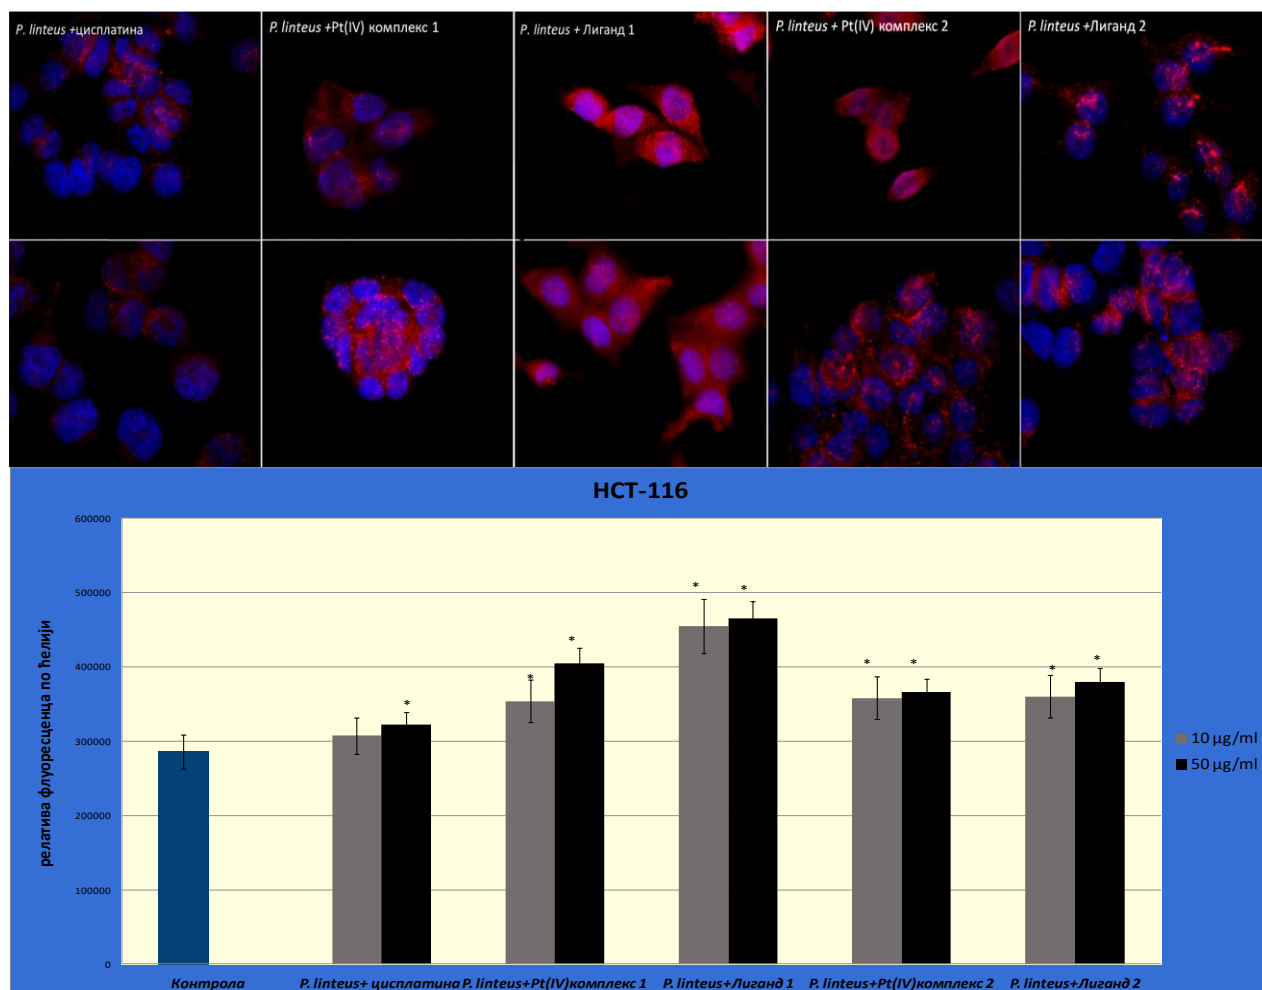 P. linteus +цисплатина
P. linteus +Pt(IV) комплекс 1
P. linteus + Лиганд 1
P. linteus + Pt(IV) комплекс 2
P. linteus +Лиганд 2
HCT-116
600000
500000
400000
300000
200000
100000
0
релатива флуоресценца по ћелији
* * * * * * * * *
10 µg/ml
50 µg/ml
Контрола
P. linteus+ цисплатина
P. linteus+Pt(IV)комплекс 1
P. linteus+Лиганд 1
P. linteus+Pt(IV)комплекс 2
P. linteus+Лиганд 2